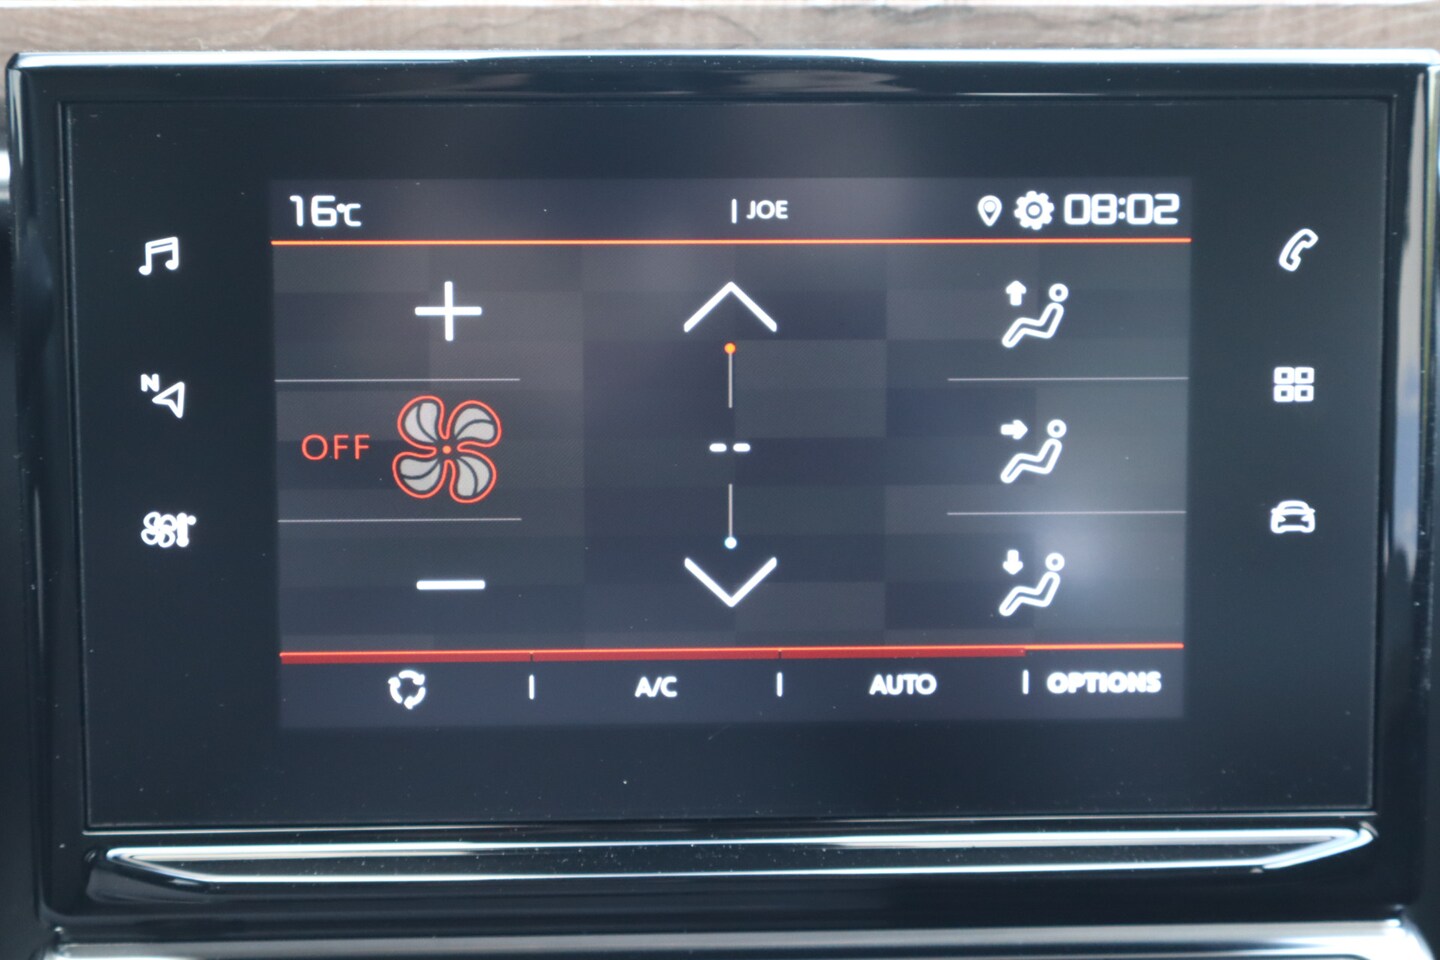 16°C | JOE 08:02
N
OFF
--
A/C | AUTO | OPTIONS